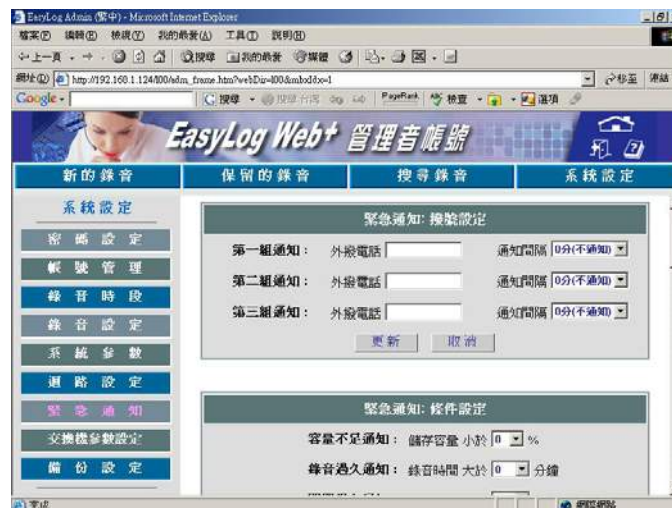 EasyLog Admin (繁中) - Microsoft Internet Explorer
檔案(F) 編輯(E) 檢視(V) 我的最愛(A) 工具(T) 說明(H)
上一頁 搜尋 我的最愛 媒體
網址(D) http://192.160.1.124/100/adm_frame.htm?webDir=100&mboxIdx=1 移至 連結
Google 搜尋 PageRank 檢查 選項
EasyLog Web+ 管理者帳號
新的錄音 保留的錄音 搜尋錄音 系統設定
系統設定
密碼設定
帳號管理
錄音時段
錄音設定
系統參數
迴路設定
緊急通知
交換機參數設定
備份設定
緊急通知: 撥號設定
第一組通知: 外撥電話 通知間隔 0分(不通知)
第二組通知: 外撥電話 通知間隔 0分(不通知)
第三組通知: 外撥電話 通知間隔 0分(不通知)
更新 取消
緊急通知: 條件設定
容量不足通知: 儲存容量 小於 0 %
錄音過久通知: 錄音時間 大於 0 分鐘
完成 網際網路